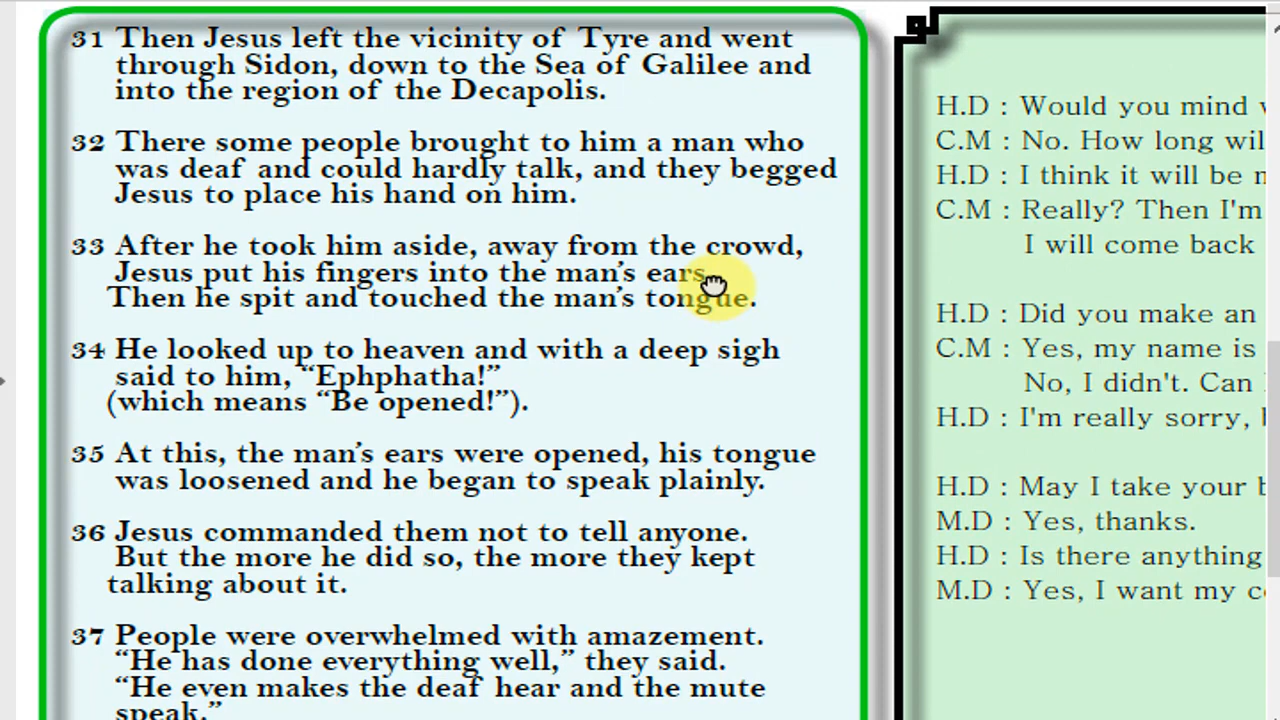 31 Then Jesus left the vicinity of Tyre and went
through Sidon, down to the Sea of Galilee and
into the region of the Decapolis.
32 There some people brought to him a man who
was deaf and could hardly talk, and they begged
Jesus to place his hand on him.
33 After he took him aside, away from the crowd,
Jesus put his fingers into the man’s ears.
Then he spit and touched the man’s tongue.
34 He looked up to heaven and with a deep sigh
said to him, “Ephphatha!”
(which means “Be opened!”).
35 At this, the man’s ears were opened, his tongue
was loosened and he began to speak plainly.
36 Jesus commanded them not to tell anyone.
But the more he did so, the more they kept
talking about it.
37 People were overwhelmed with amazement.
“He has done everything well,” they said.
“He even makes the deaf hear and the mute
speak.”
H.D : Would you mind
C.M : No. How long
H.D : I think it will be
C.M : Really? Then I'm
I will come back
H.D : Did you make an
C.M : Yes, my name is
No, I didn't. Can
H.D : I'm really sorry,
H.D : May I take your
M.D : Yes, thanks.
H.D : Is there anything
M.D : Yes, I want my